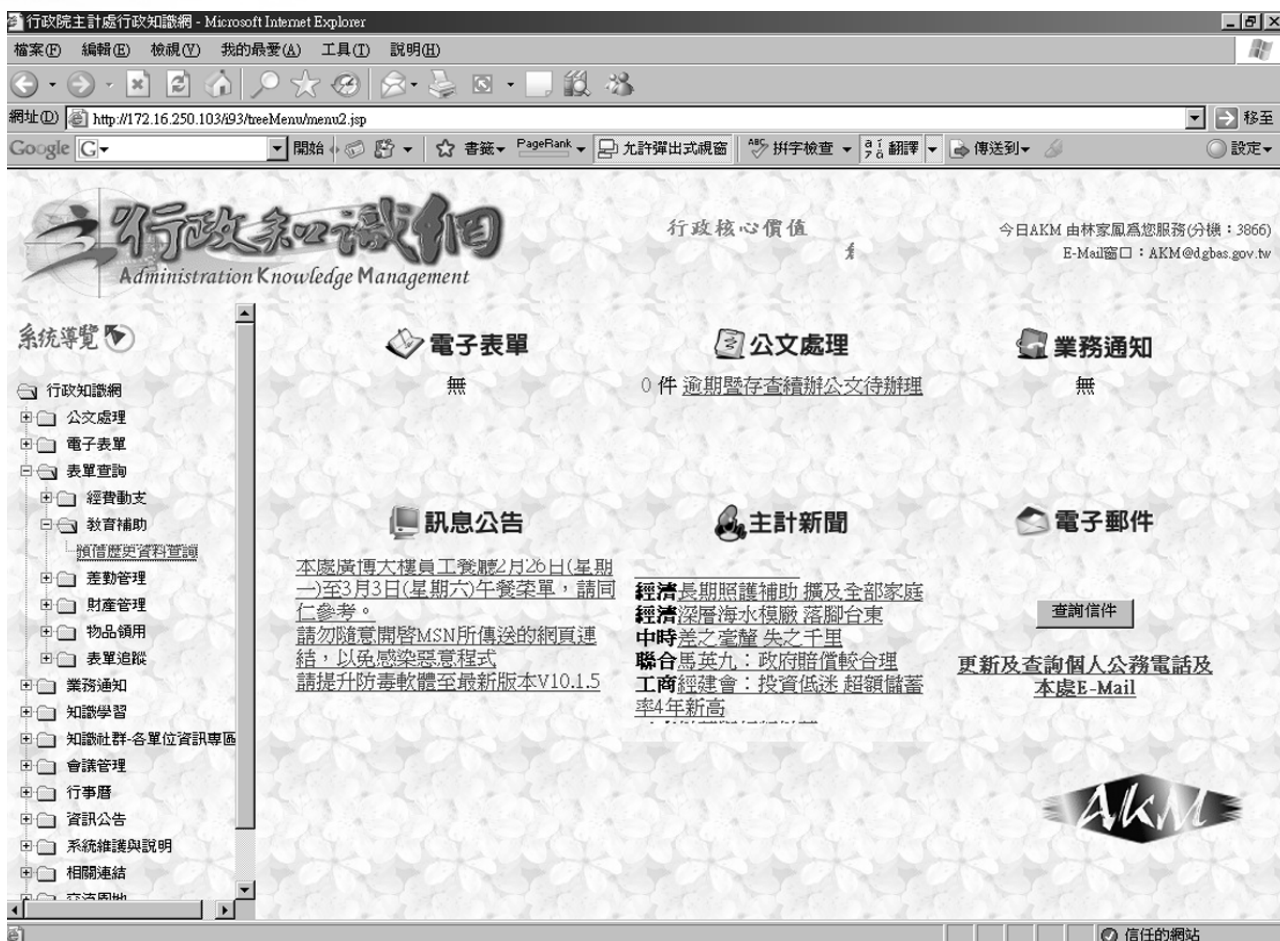 行政院主計處行政知識網 - Microsoft Internet Explorer
檔案(F) 編輯(E) 檢視(V) 我的最愛(A) 工具(T) 說明(H)
網址(D) http://172.16.250.103/i93/treeMenu/menu2.jsp 移至
Google G 開始 書籤 PageRank 允許彈出式視窗 ABC 拼字檢查 翻譯 傳送到 設定
行政知識網
Administration Knowledge Management
行政核心價值
今日AKM 由林家鳳為您服務(分機：3866)
E-Mail窗口：AKM@dgbas.gov.tw
系統導覽
行政知識網
公文處理
電子表單
表單查詢
經費動支
教育補助
預借歷史資料查詢
差勤管理
財產管理
物品領用
表單追蹤
業務通知
知識學習
知識社群-各單位資訊專區
會議管理
行事曆
資訊公告
系統維護與說明
相關連結
交流園地
電子表單
無
公文處理
0 件 逾期暨存查續辦公文待辦理
業務通知
無
訊息公告
本處廣博大樓員工餐廳2月26日(星期
一)至3月3日(星期六)午餐菜單，請同
仁參考。
請勿隨意開啓MSN所傳送的網頁連
結，以免感染惡意程式
請提升防毒軟體至最新版本V10.1.5
主計新聞
經濟長期照護補助 擴及全部家庭
經濟深層海水模廠 落腳台東
中時差之毫釐 失之千里
聯合馬英九：政府賠償較合理
工商經建會：投資低迷 超額儲蓄
率4年新高
電子郵件
查詢信件
更新及查詢個人公務電話及
本處E-Mail
AKM
信任的網站